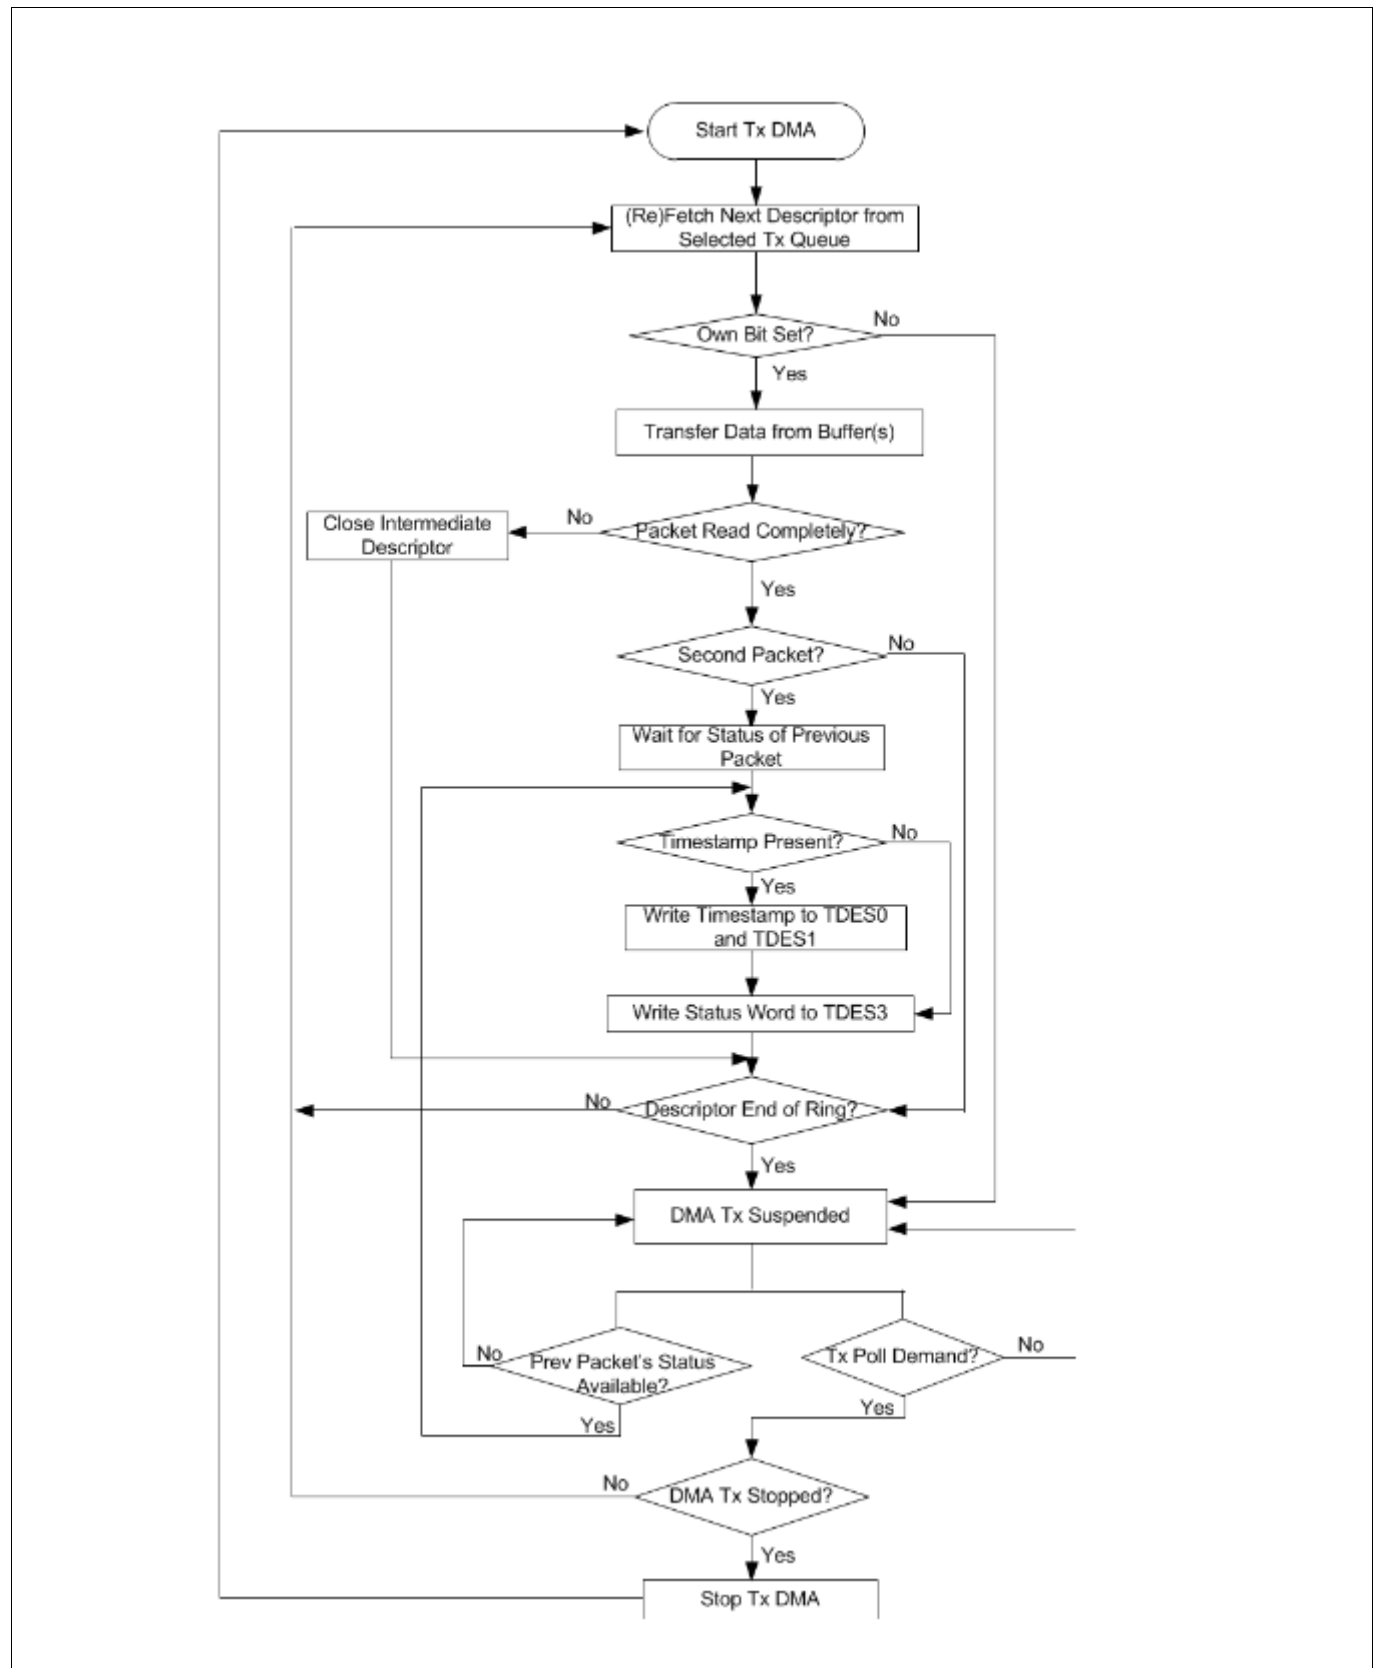 Start Tx DMA
(Re)Fetch Next Descriptor from
Selected Tx Queue
No
Own Bit Set?
Yes
Transfer Data from Buffer(s)
Close Intermediate
Descriptor
No
Packet Read Completely?
Yes
No
Second Packet?
Yes
Wait for Status of Previous
Packet
No
Timestamp Present?
Yes
Write Timestamp to TDES0
and TDES1
Write Status Word to TDES3
No
Descriptor End of Ring?
Yes
DMA Tx Suspended
No
Prev Packet's Status
Available?
Yes
Tx Poll Demand?
No
Yes
No
DMA Tx Stopped?
Yes
Stop Tx DMA